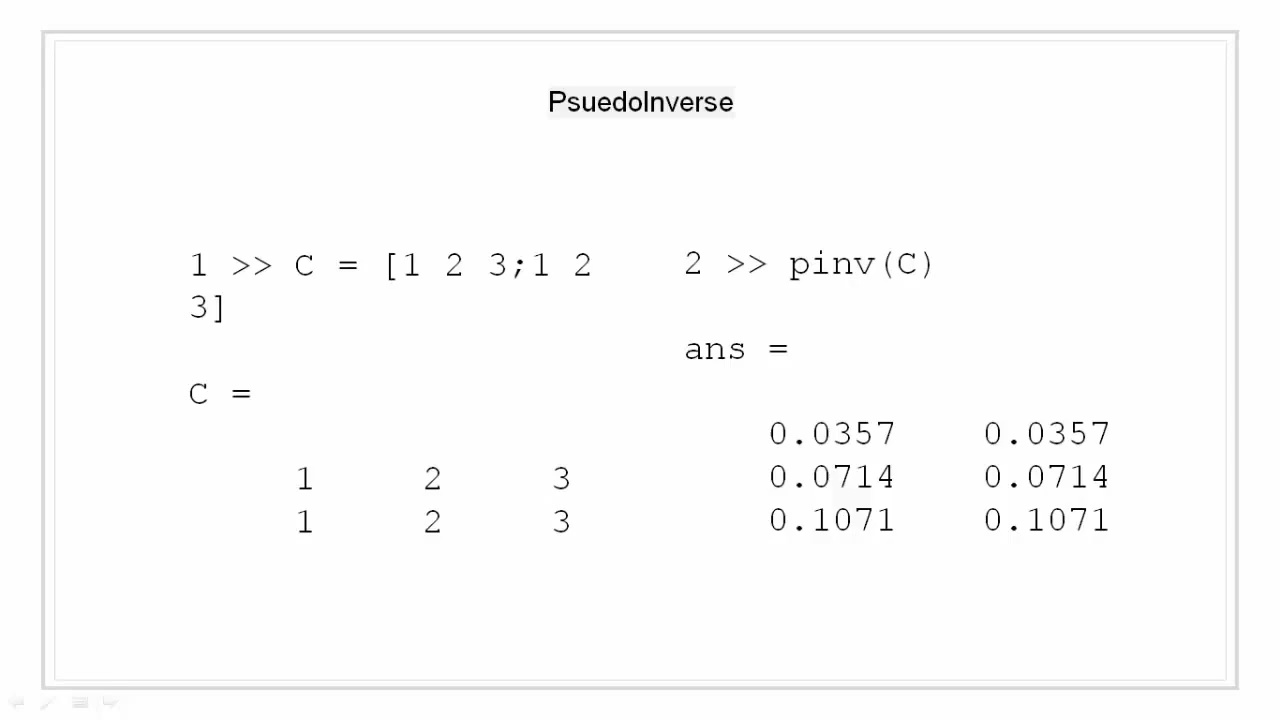 PsuedoInverse
1 >> C = [1 2 3;1 2
3]
C =
1 2 3
1 2 3
2 >> pinv(C)
ans =
0.0357 0.0357
0.0714 0.0714
0.1071 0.1071